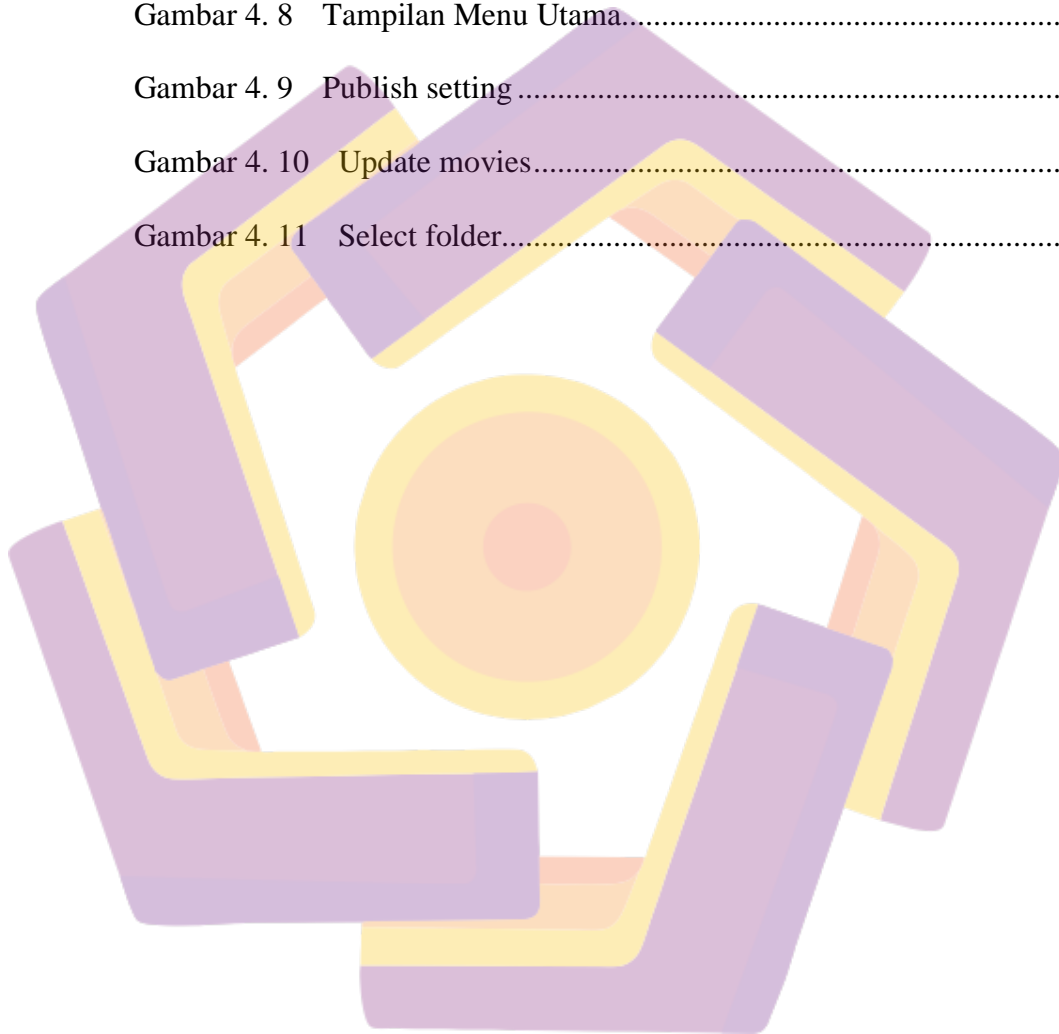 Gambar 4. 8 Tampilan Menu Utama.......................................................
Gambar 4. 9 Publish setting....................................................................
Gambar 4. 10 Update movies..................................................................
Gambar 4. 11 Select folder......................................................................